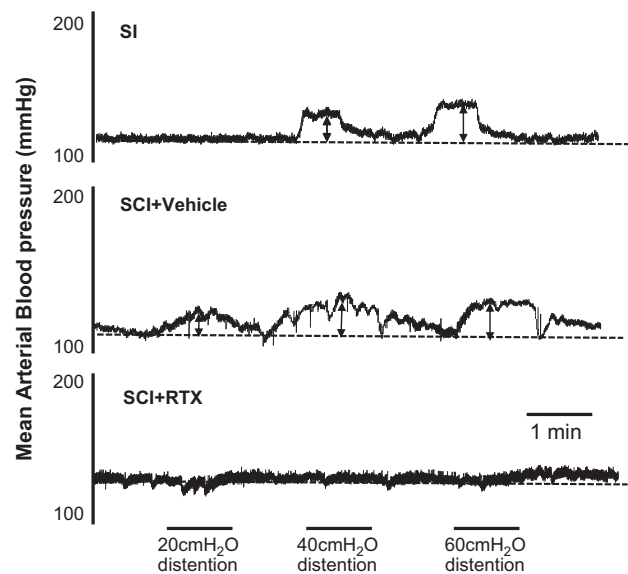 Mean Arterial Blood pressure (mmHg)
200
SI
100
200
SCI+Vehicle
100
200
SCI+RTX
1 min
100
20cmH₂O
distention
40cmH₂O
distention
60cmH₂O
distention